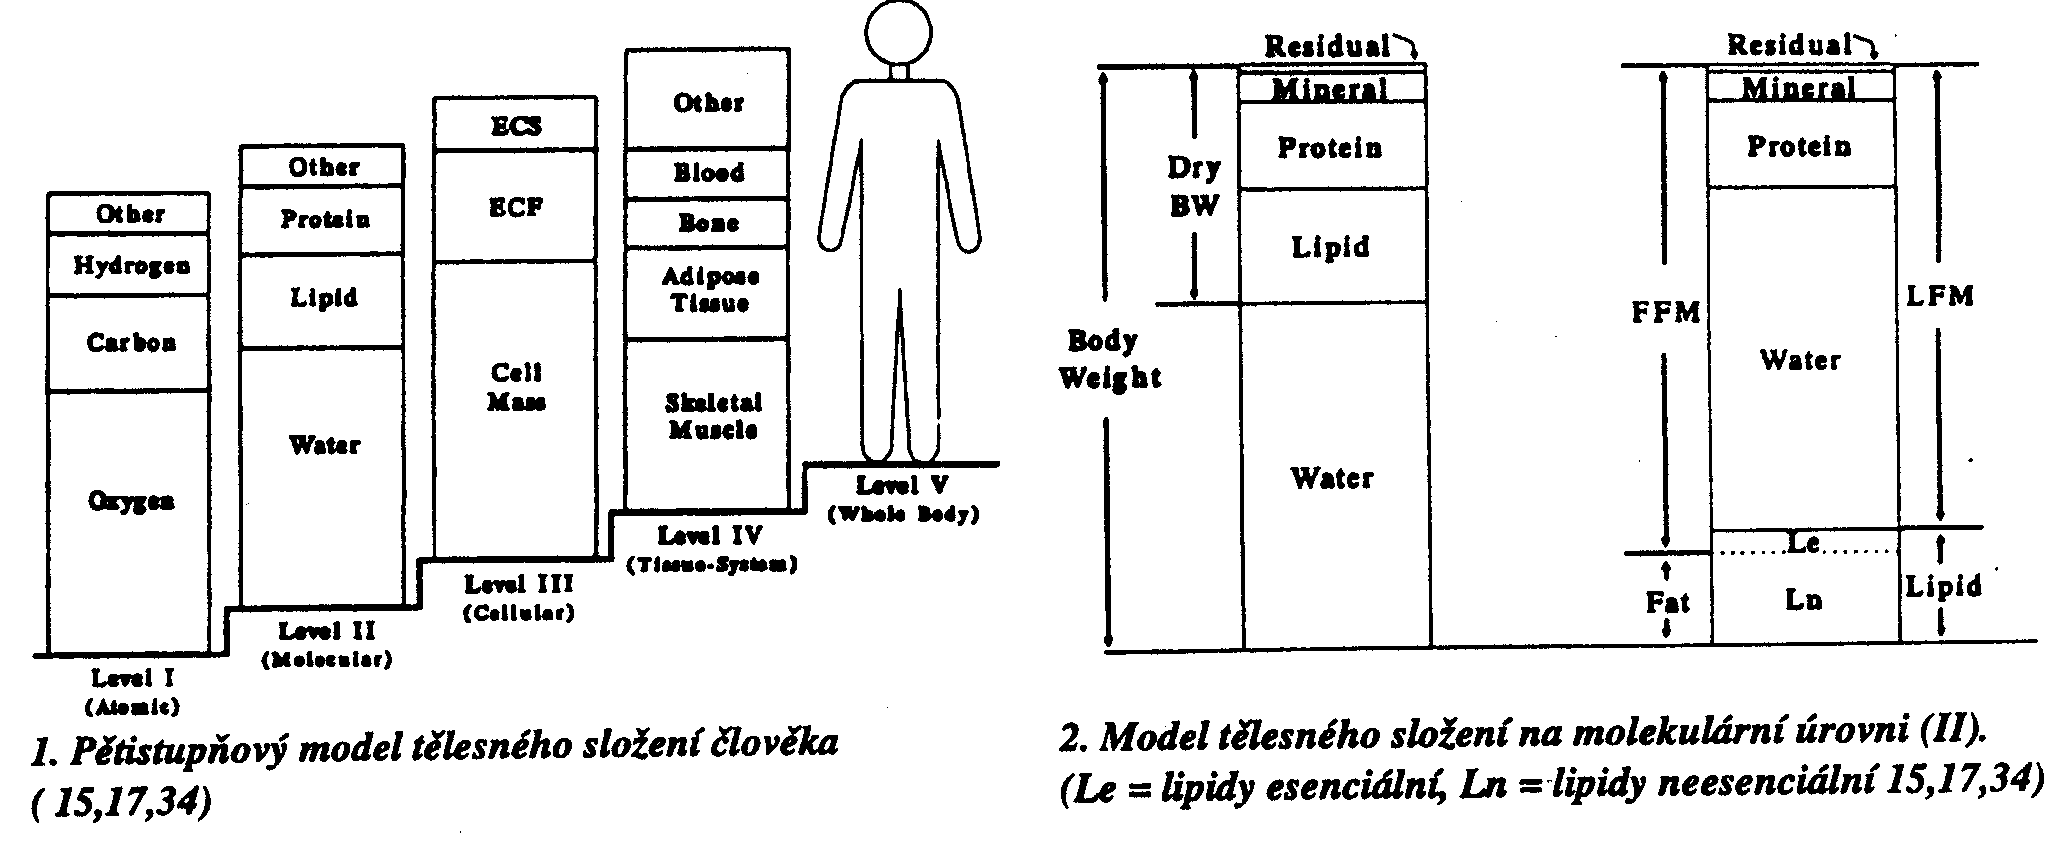 Other
Hydrogen
Carbon
Oxygen
Level I
(Atomic)
Other
Protein
Lipid
Water
Level II
(Molecular)
ECS
ECF
Cell
Mass
Level III
(Cellular)
Other
Blood
Bone
Adipose
Tissue
Skeletal
Muscle
Level IV
(Tissue-System)
Level V
(Whole Body)
1. Pětistupňový model tělesného složení člověka
( 15,17,34)
Residual
Mineral
Protein
Lipid
Water
Dry
BW
Body
Weight
Residual
Mineral
Protein
Water
Le
Ln
FFM
Fat
LFM
Lipid
2. Model tělesného složení na molekulární úrovni (II).
(Le = lipidy esenciální, Ln = lipidy neesenciální 15,17,34)